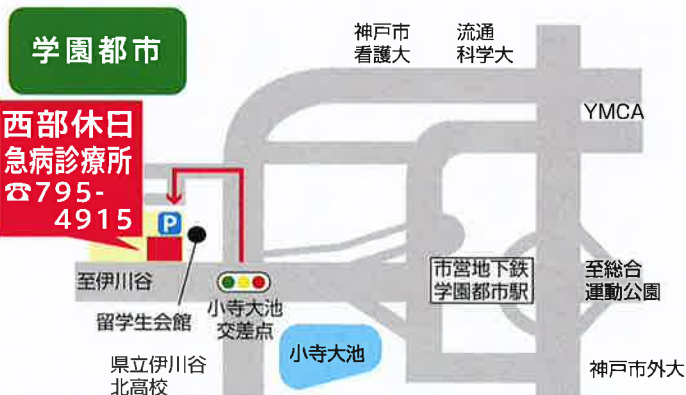 学園都市
神戸市
看護大
流通
科学大
YMCA
西部休日
急病診療所
☎795-
4915
P
至伊川谷
留学生会館
小寺大池
交差点
市営地下鉄
学園都市駅
至総合
運動公園
小寺大池
県立伊川谷
北高校
神戸市外大